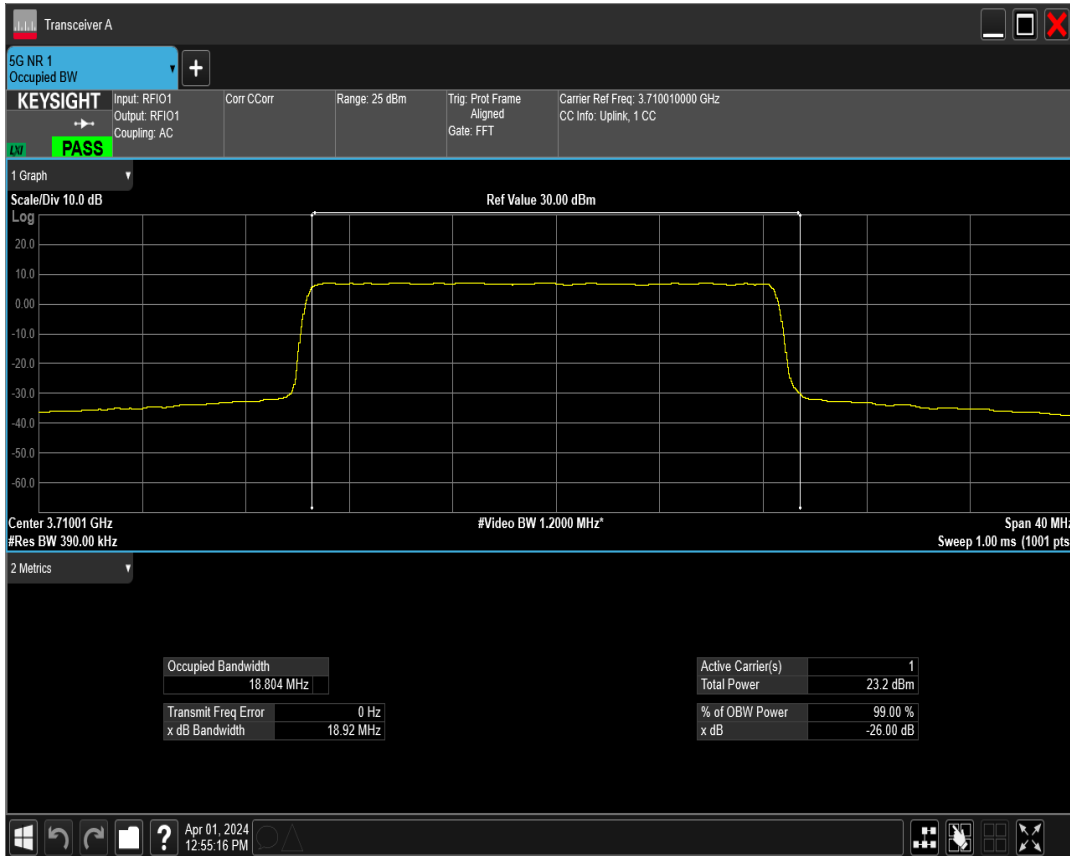 Transceiver A
5G NR 1
Occupied BW
KEYSIGHT
LXI
PASS
Input: RFIO1
Output: RFIO1
Coupling: AC
Corr CCorr
Range: 25 dBm
Trig: Prot Frame
Aligned
Gate: FFT
Carrier Ref Freq: 3.710010000 GHz
CC Info: Uplink, 1 CC
1 Graph
Scale/Div 10.0 dB
Ref Value 30.00 dBm
Log
20.0
10.0
0.00
-10.0
-20.0
-30.0
-40.0
-50.0
-60.0
Center 3.71001 GHz
#Video BW 1.2000 MHz*
Span 40 MHz
#Res BW 390.00 kHz
Sweep 1.00 ms (1001 pts
2 Metrics
Occupied Bandwidth
18.804 MHz
Transmit Freq Error 0 Hz
x dB Bandwidth 18.92 MHz
Active Carrier(s) 1
Total Power 23.2 dBm
% of OBW Power 99.00 %
x dB -26.00 dB
?
Apr 01, 2024
12:55:16 PM